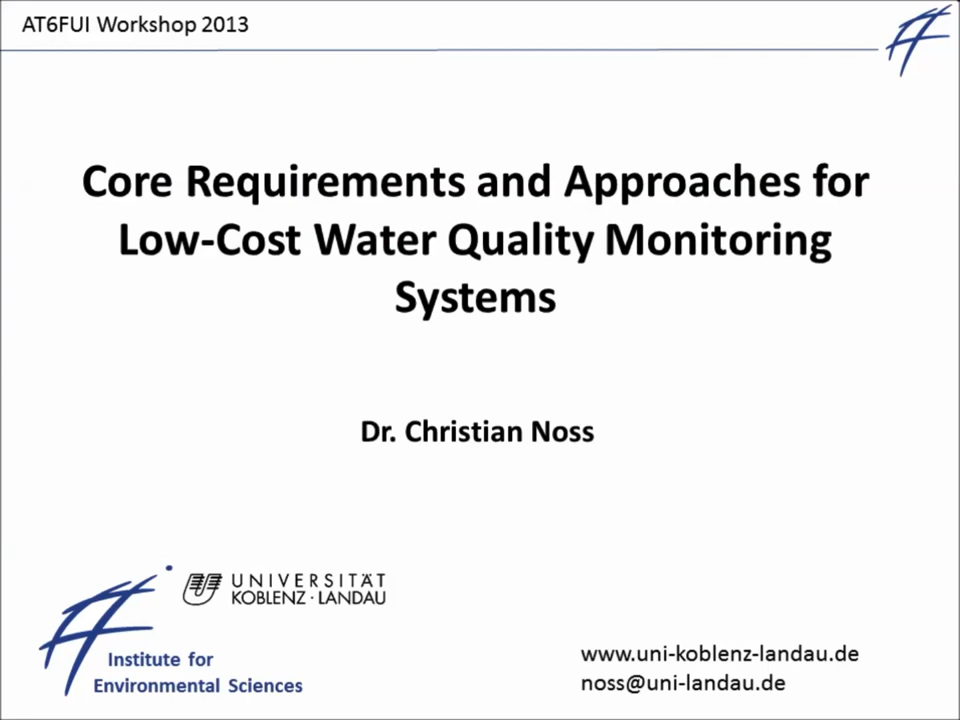 AT6FUI Workshop 2013
Core Requirements and Approaches for
Low-Cost Water Quality Monitoring
Systems
Dr. Christian Noss
UNIVERSITÄT
KOBLENZ · LANDAU
Institute for
Environmental Sciences
www.uni-koblenz-landau.de
noss@uni-landau.de